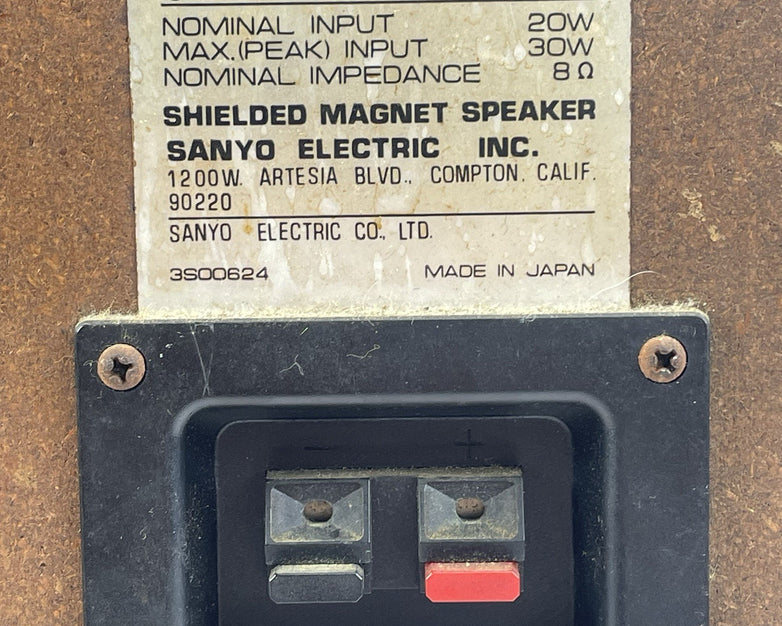 NOMINAL INPUT 20W
MAX.(PEAK) INPUT 30W
NOMINAL IMPEDANCE 8Ω
SHIELDED MAGNET SPEAKER
SANYO ELECTRIC INC.
1200W. ARTESIA BLVD., COMPTON. CALIF.
90220
SANYO ELECTRIC CO., LTD.
3S00624 MADE IN JAPAN
- +